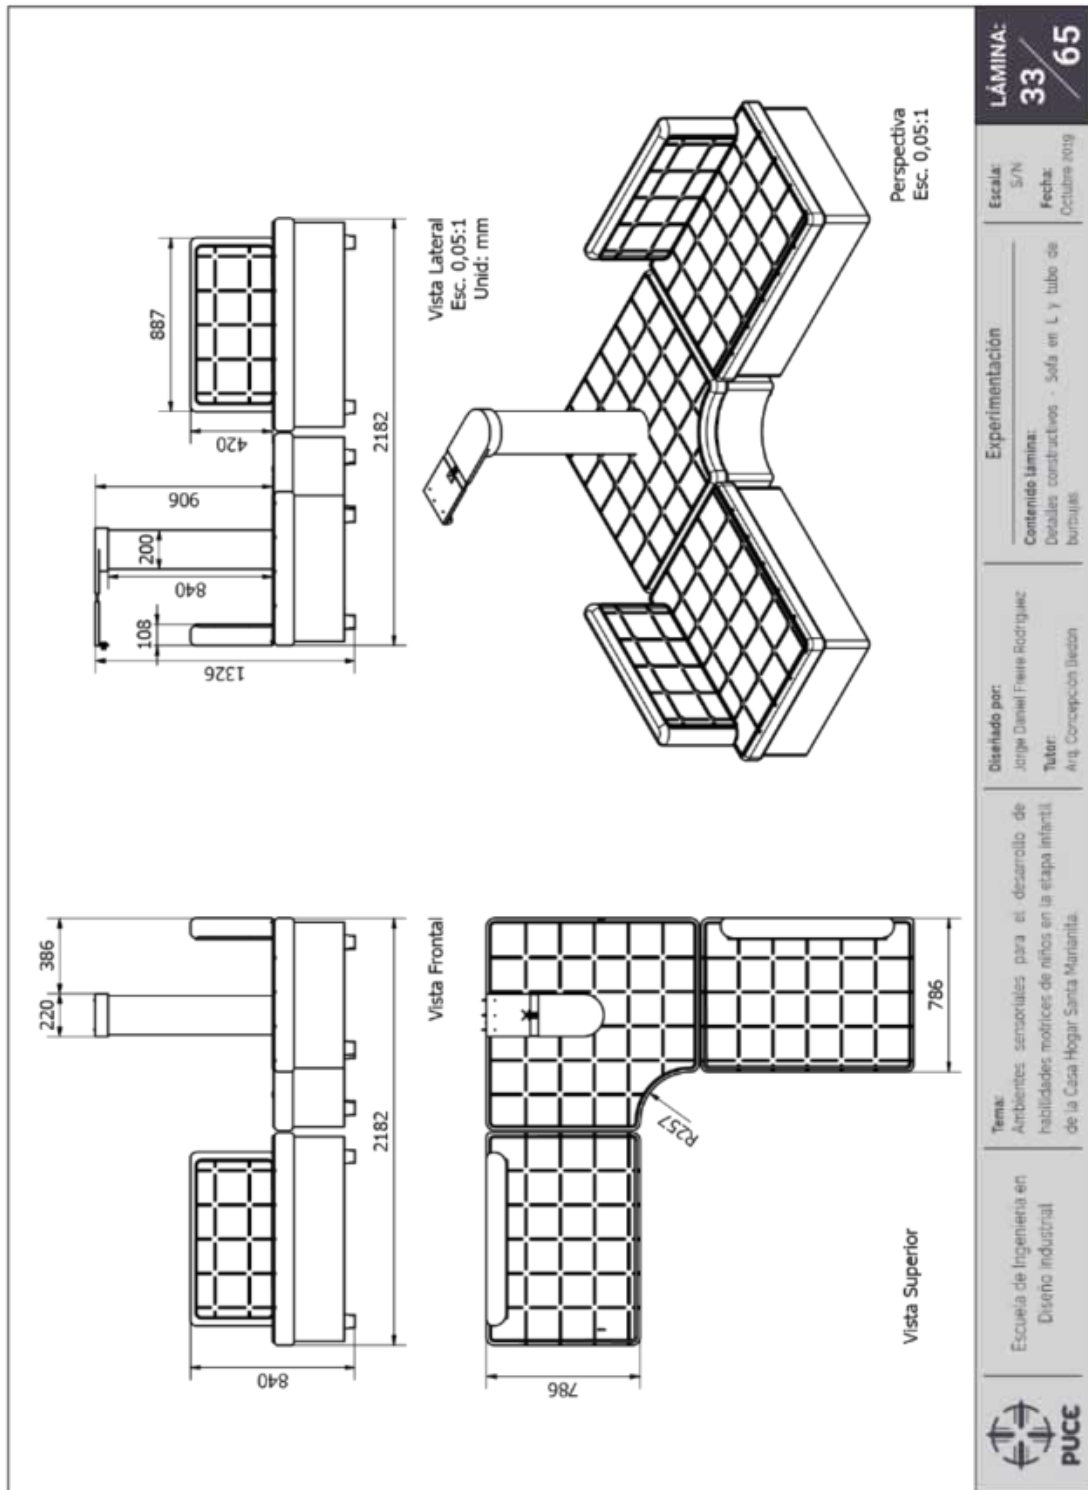 887
420
906
200
840
108
1326
2182
Vista Lateral
Esc. 0,05:1
Unid: mm
Perspectiva
Esc. 0,05:1
386
220
2182
840
Vista Frontal
786
R257
786
Vista Superior
PUCE
Escuela de Ingeniería en
Diseño Industrial
Tema:
Ambientes sensoriales para el desarrollo de
habilidades motrices de niños en la etapa infantil
de la Casa Hogar Santa Marianita.
Diseñado por:
Jorge Daniel Freire Rodríguez
Tutor:
Arq. Concepción Bedón
Experimentación
Contenido lámina:
Detalles constructivos - Sofa en L y tubo de
burbujas
Escala:
S/N
Fecha:
Octubre 2019
LÁMINA:
33/65